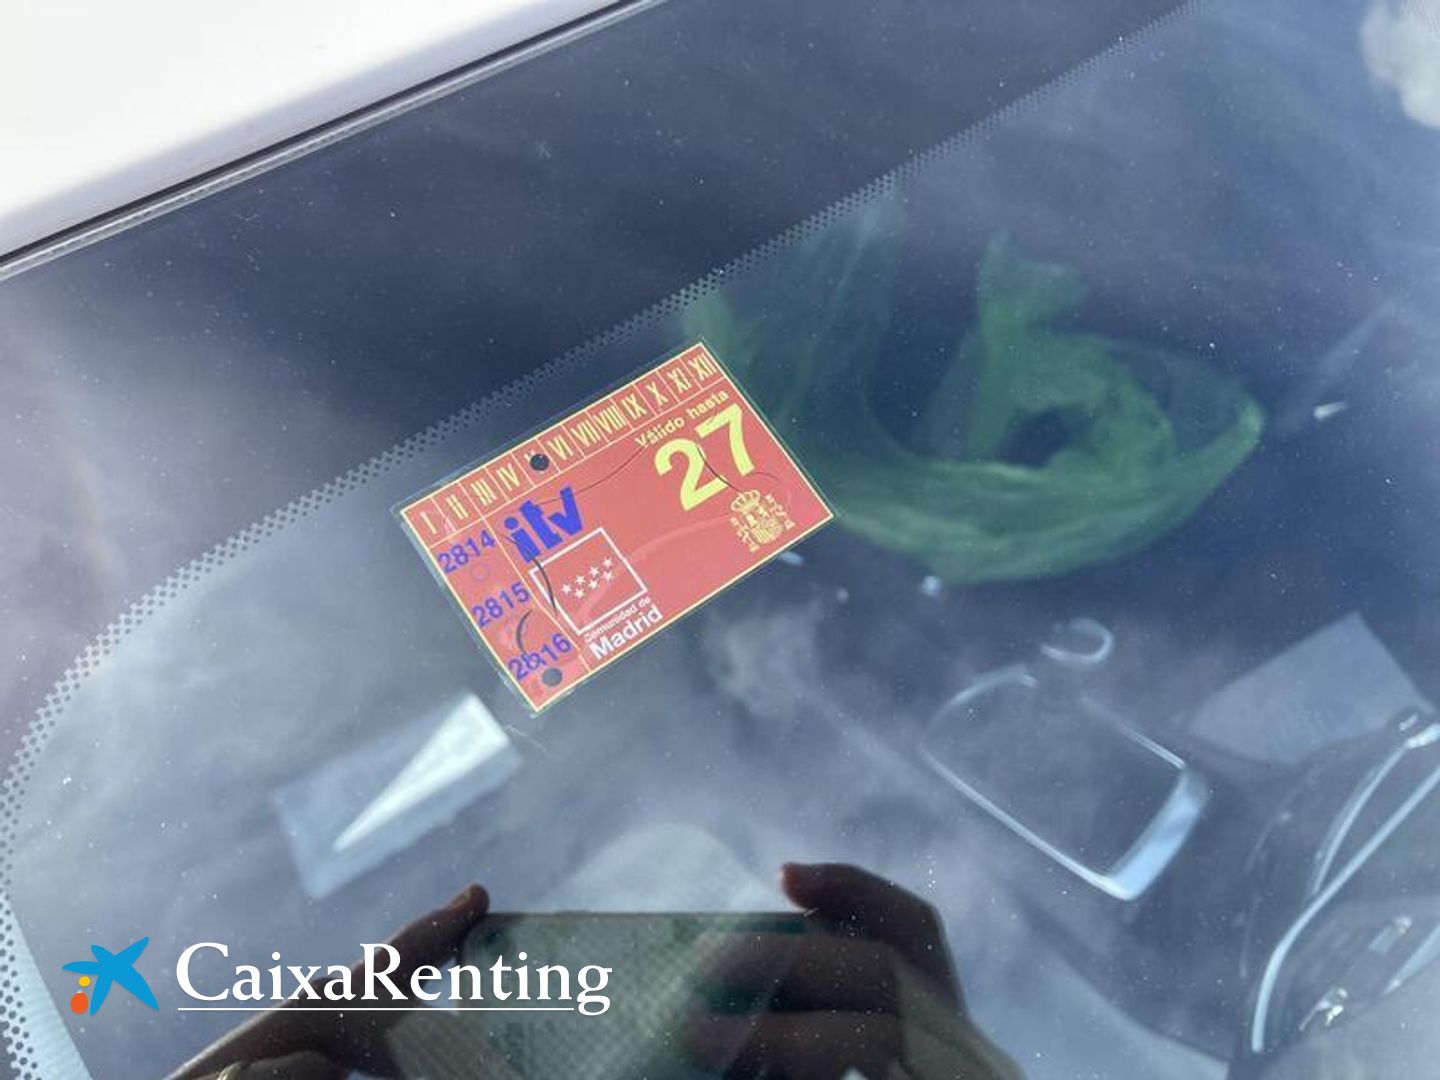 I II III IV V VI VII VIII IX X XI XII
Válido hasta
27
itv
2814
2815
2816
Comunidad de
Madrid
CaixaRenting